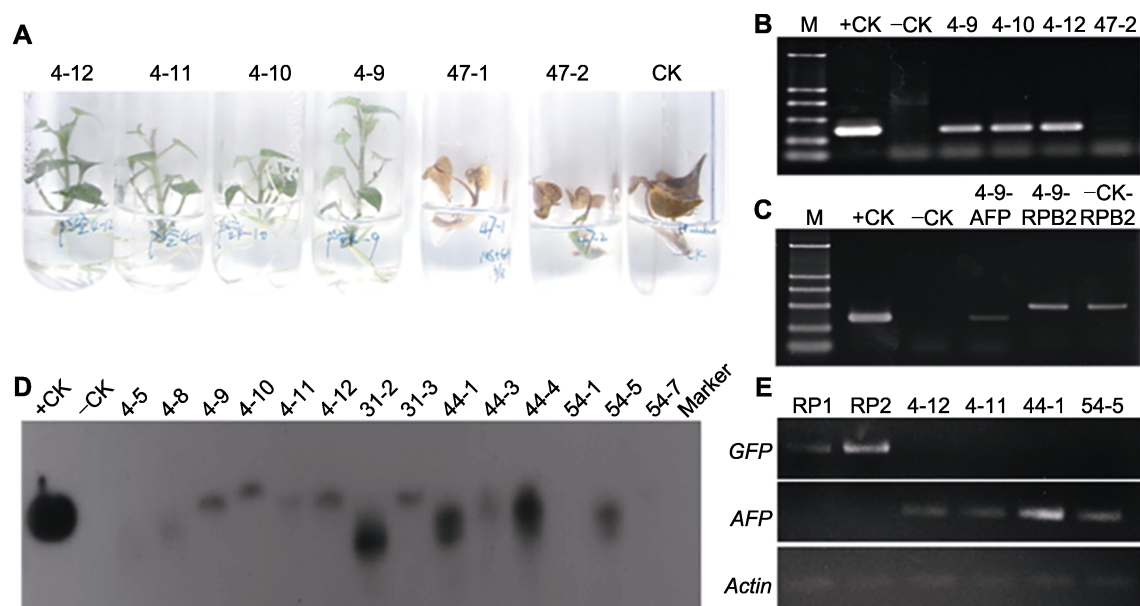 A
4-12 4-11 4-10 4-9 47-1 47-2 CK
47-1
B
M +CK −CK 4-9 4-10 4-12 47-2
C
M +CK −CK 4-9-AFP 4-9-RPB2 −CK-RPB2
D
+CK −CK 4-5 4-8 4-9 4-10 4-11 4-12 31-2 31-3 44-1 44-3 44-4 54-1 54-5 54-7 Marker
E
RP1 RP2 4-12 4-11 44-1 54-5
GFP
AFP
Actin